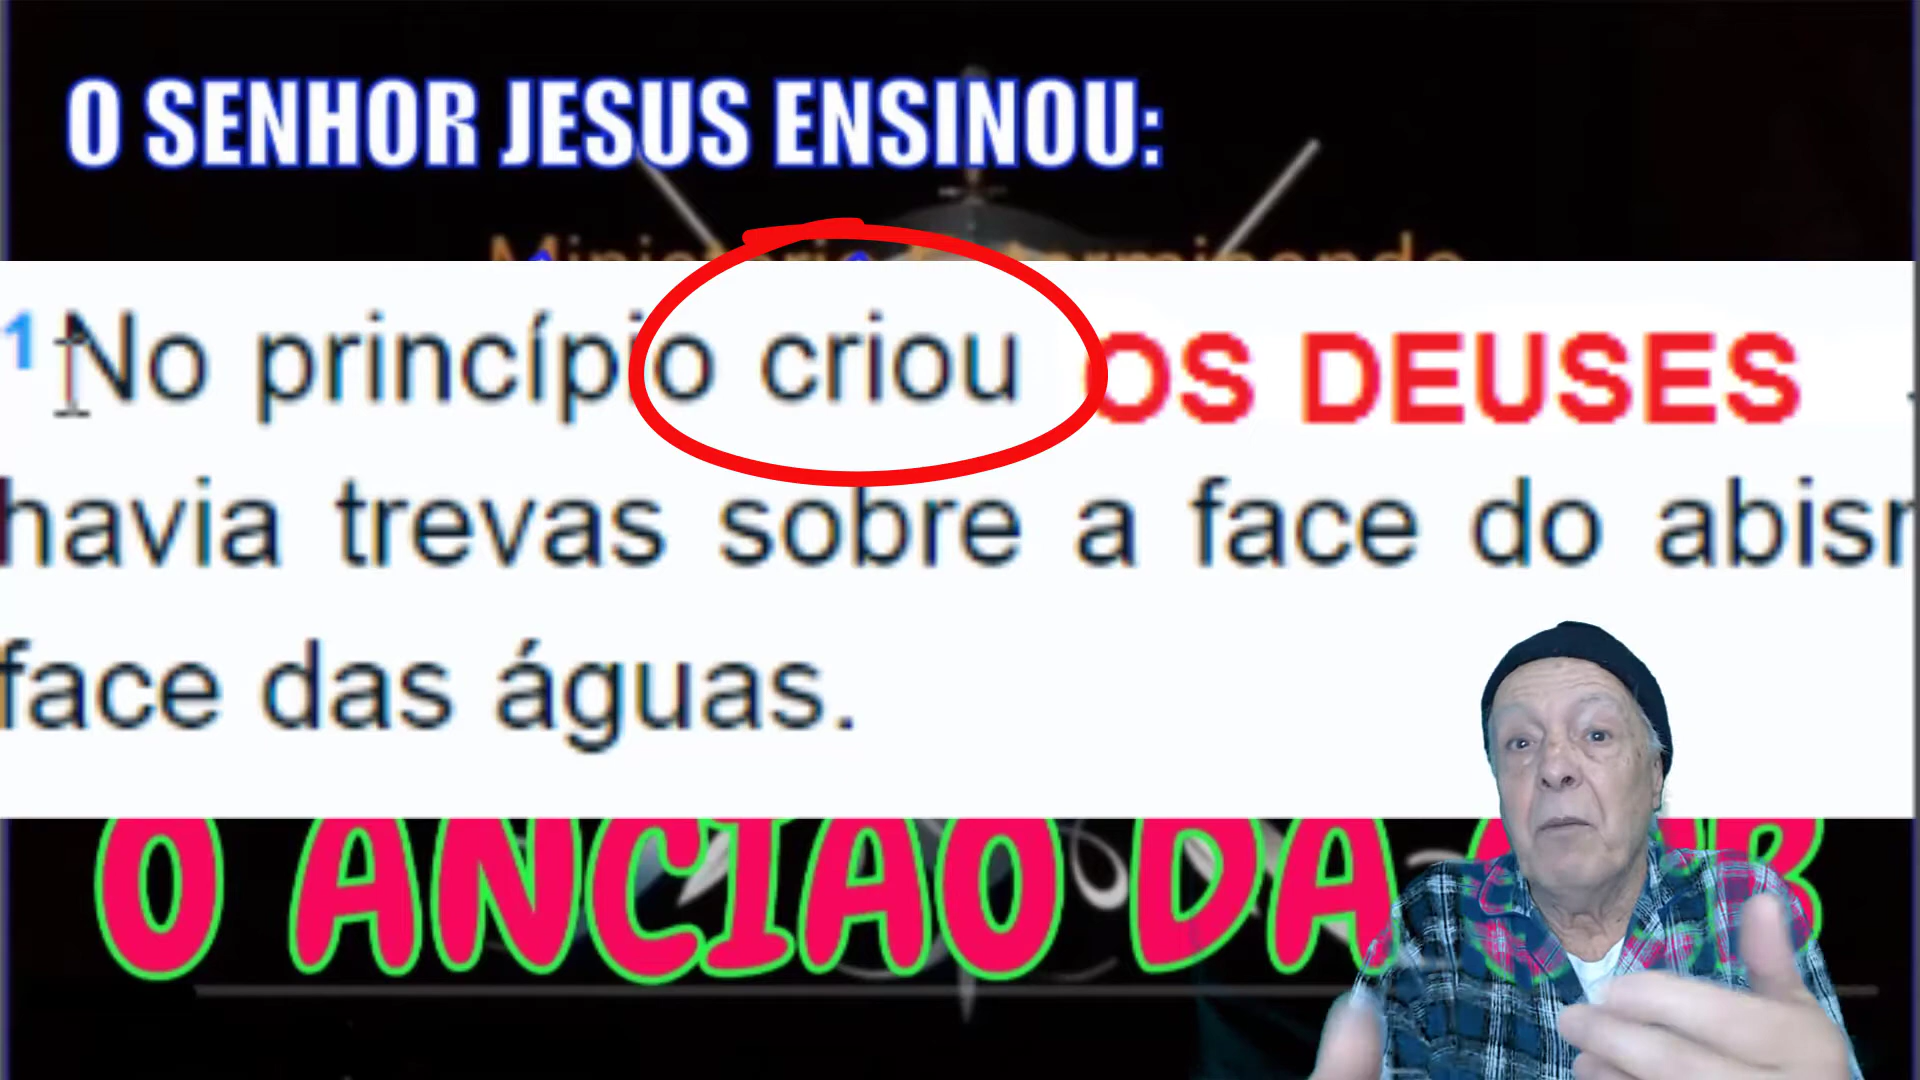 O SENHOR JESUS ENSINOU:
1 No princípio criou OS DEUSES
havia trevas sobre a face do
face das águas.
O ANCIÃO DA